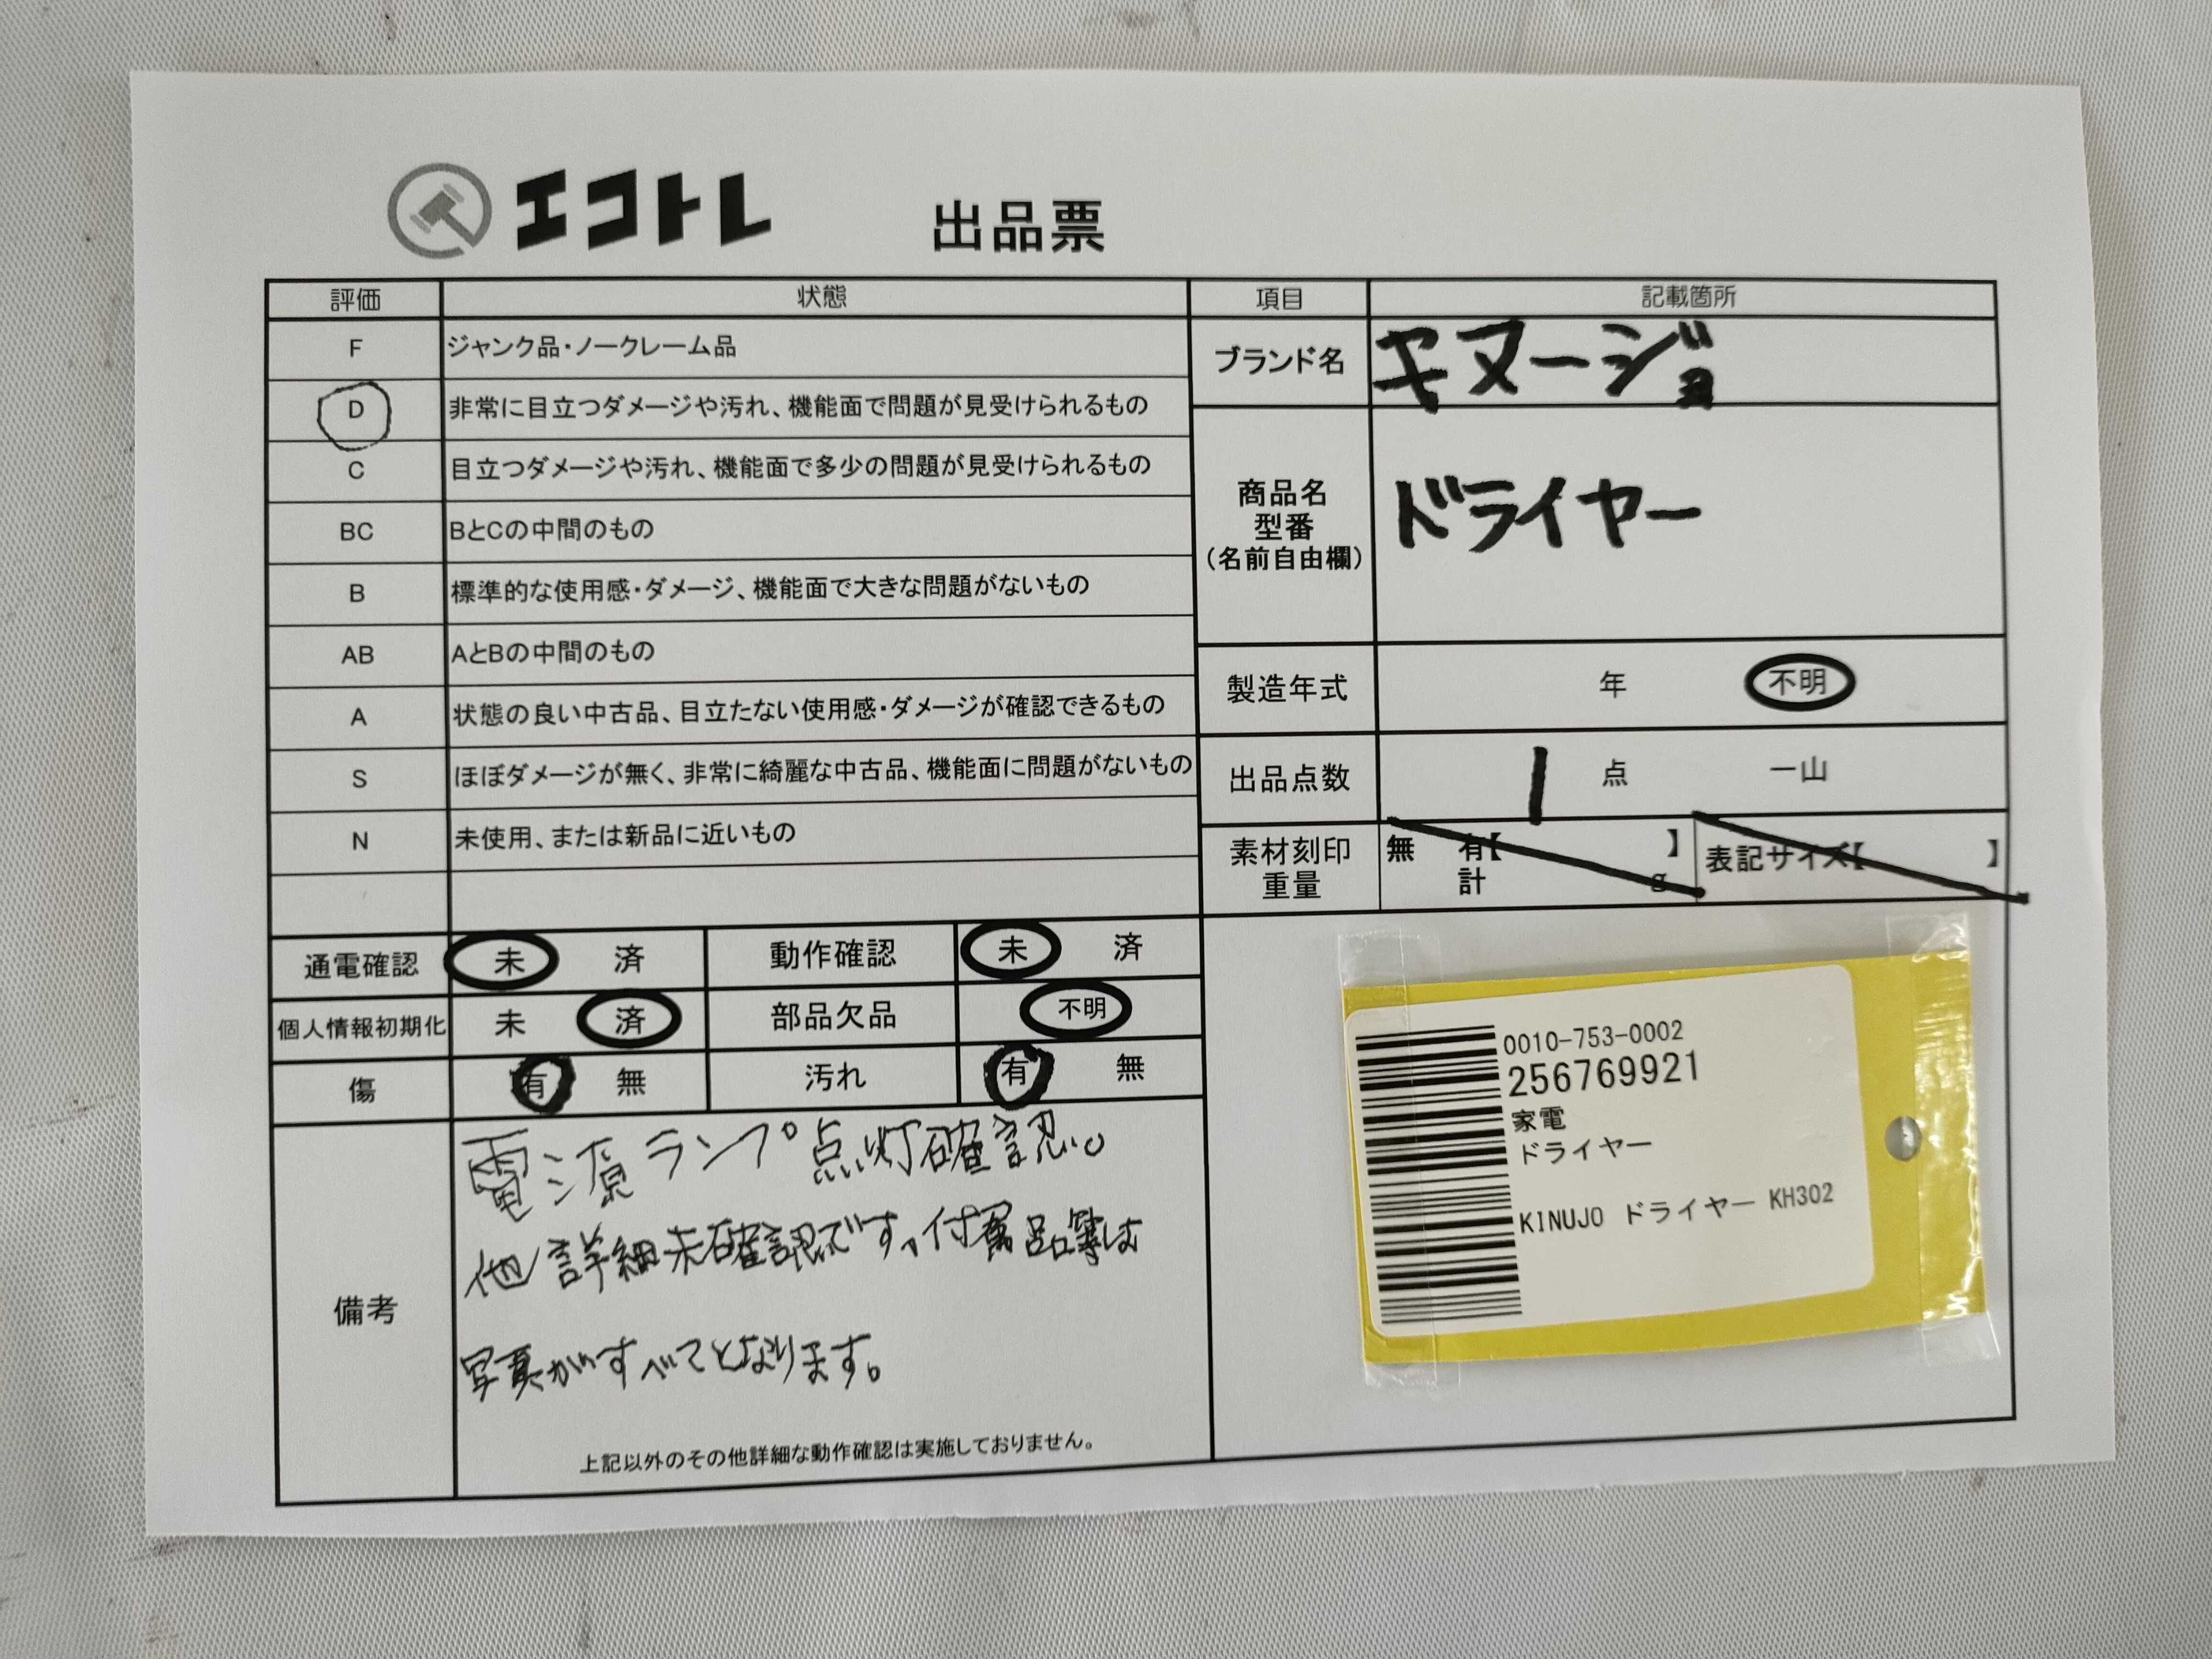 エコトレ 出品票
評価 状態 項目 記載箇所
F ジャンク品・ノークレーム品
D 非常に目立つダメージや汚れ、機能面で問題が見受けられるもの
C 目立つダメージや汚れ、機能面で多少の問題が見受けられるもの
BC BとCの中間のもの
B 標準的な使用感・ダメージ、機能面で大きな問題がないもの
AB AとBの中間のもの
A 状態の良い中古品、目立たない使用感・ダメージが確認できるもの
S ほぼダメージが無く、非常に綺麗な中古品、機能面に問題がないもの
N 未使用、または新品に近いもの
ブランド名 キヌージョ
商品名
型番
(名前自由欄)
ドライヤー
製造年式 年 不明
出品点数 1 点 一山
素材刻印
重量
無 有【 】
計 g
表記サイズ【 】
通電確認 未 済 動作確認 未 済
個人情報初期化 未 済 部品欠品 不明
傷 有 無 汚れ 有 無
備考
電源ランプ点灯確認。
他詳細未確認です。付属品等は
写真がすべてとなります。
上記以外のその他詳細な動作確認は実施しておりません。
0010-753-0002
256769921
家電
ドライヤー
KINUJO ドライヤー KH302